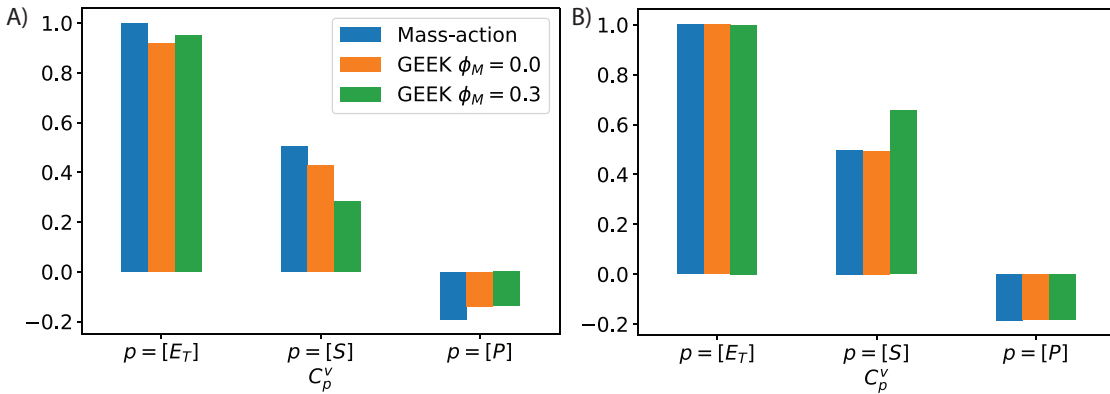 A)
1.0
0.8
0.6
0.4
0.2
0.0
−0.2
Mass-action
GEEK ϕ_M = 0.0
GEEK ϕ_M = 0.3
p = [E_T]
p = [S]
p = [P]
C_p^v
B)
1.0
0.8
0.6
0.4
0.2
0.0
−0.2
p = [E_T]
p = [S]
p = [P]
C_p^v